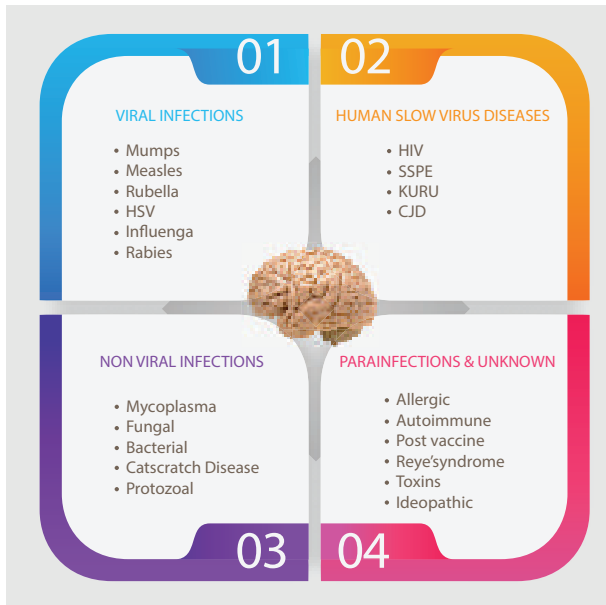 01
VIRAL INFECTIONS
• Mumps
• Measles
• Rubella
• HSV
• Influenga
• Rabies
02
HUMAN SLOW VIRUS DISEASES
• HIV
• SSPE
• KURU
• CJD
NON VIRAL INFECTIONS
• Mycoplasma
• Fungal
• Bacterial
• Catscratch Disease
• Protozoal
03
PARAINFECTIONS & UNKNOWN
• Allergic
• Autoimmune
• Post vaccine
• Reye’syndrome
• Toxins
• Ideopathic
04